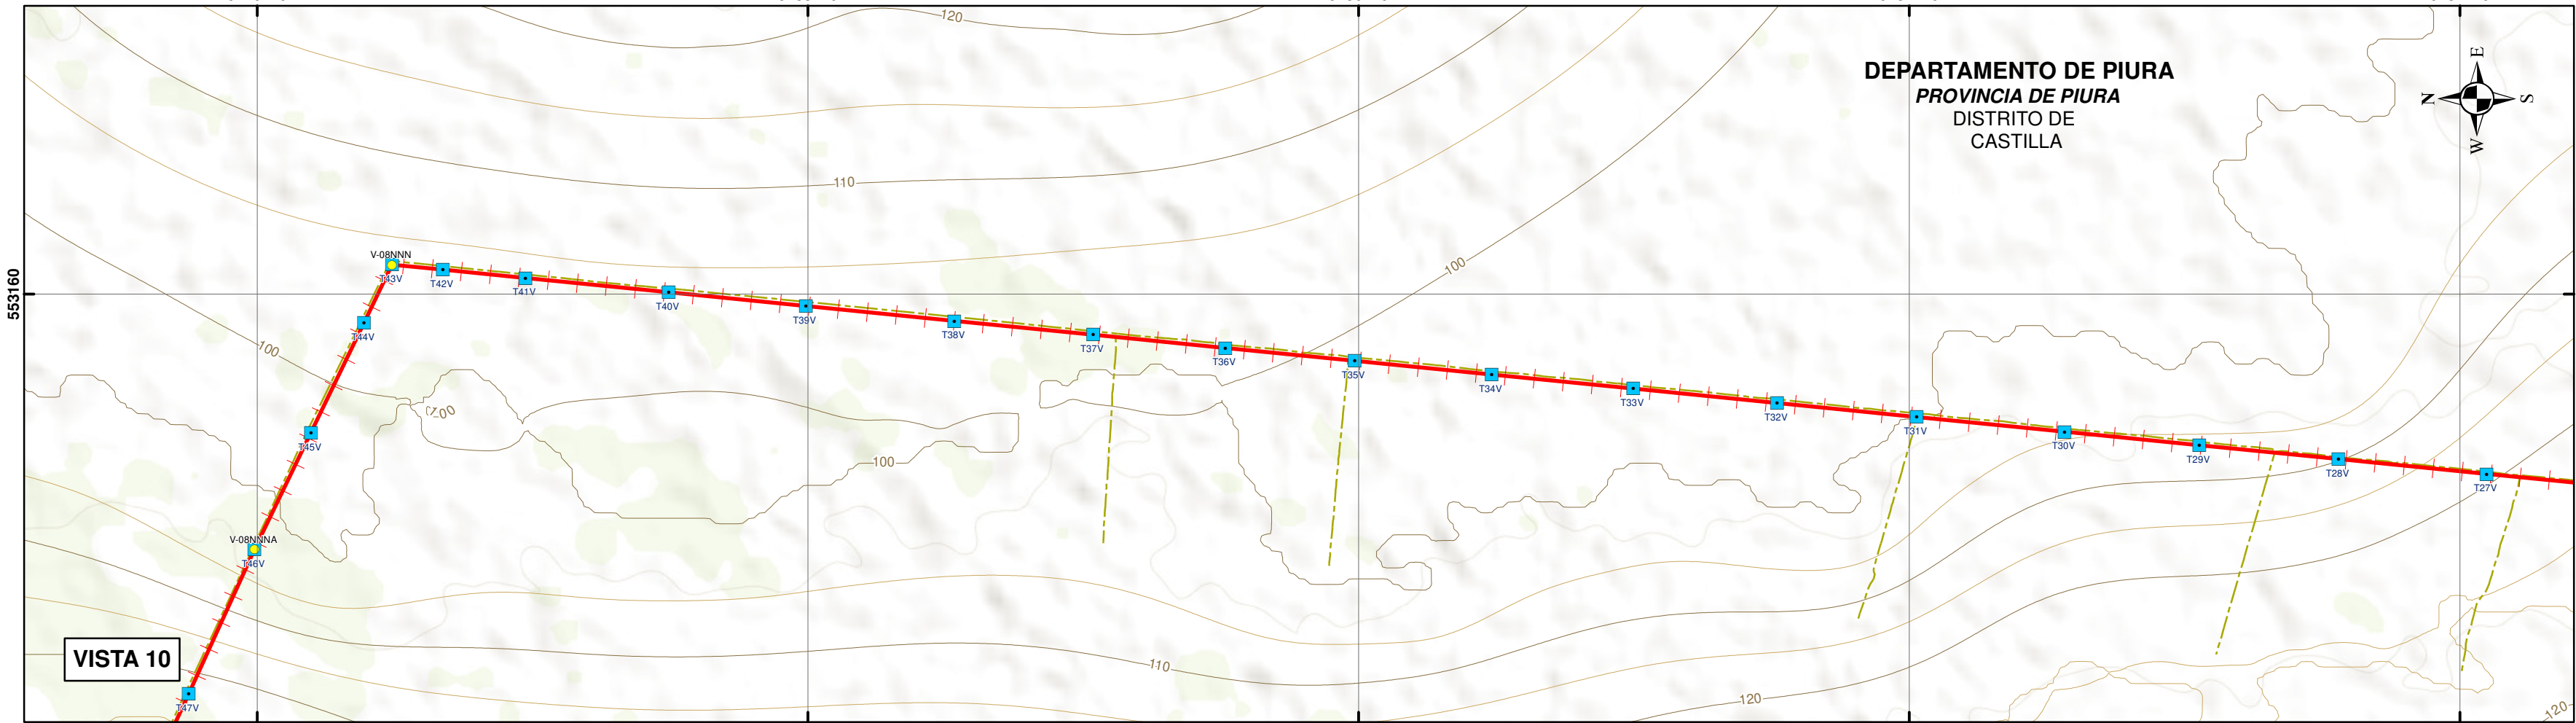 120
DEPARTAMENTO DE PIURA
PROVINCIA DE PIURA
DISTRITO DE
CASTILLA
E
N
S
W
110
100
553160
V-08NNN
T43V
T42V
T41V
T40V
T39V
T38V
T37V
T36V
T35V
T34V
T33V
T32V
T31V
T30V
T29V
T28V
T27V
T44V
100
100
T45V
100
V-08NNNA
T46V
VISTA 10
110
120
120
T47V